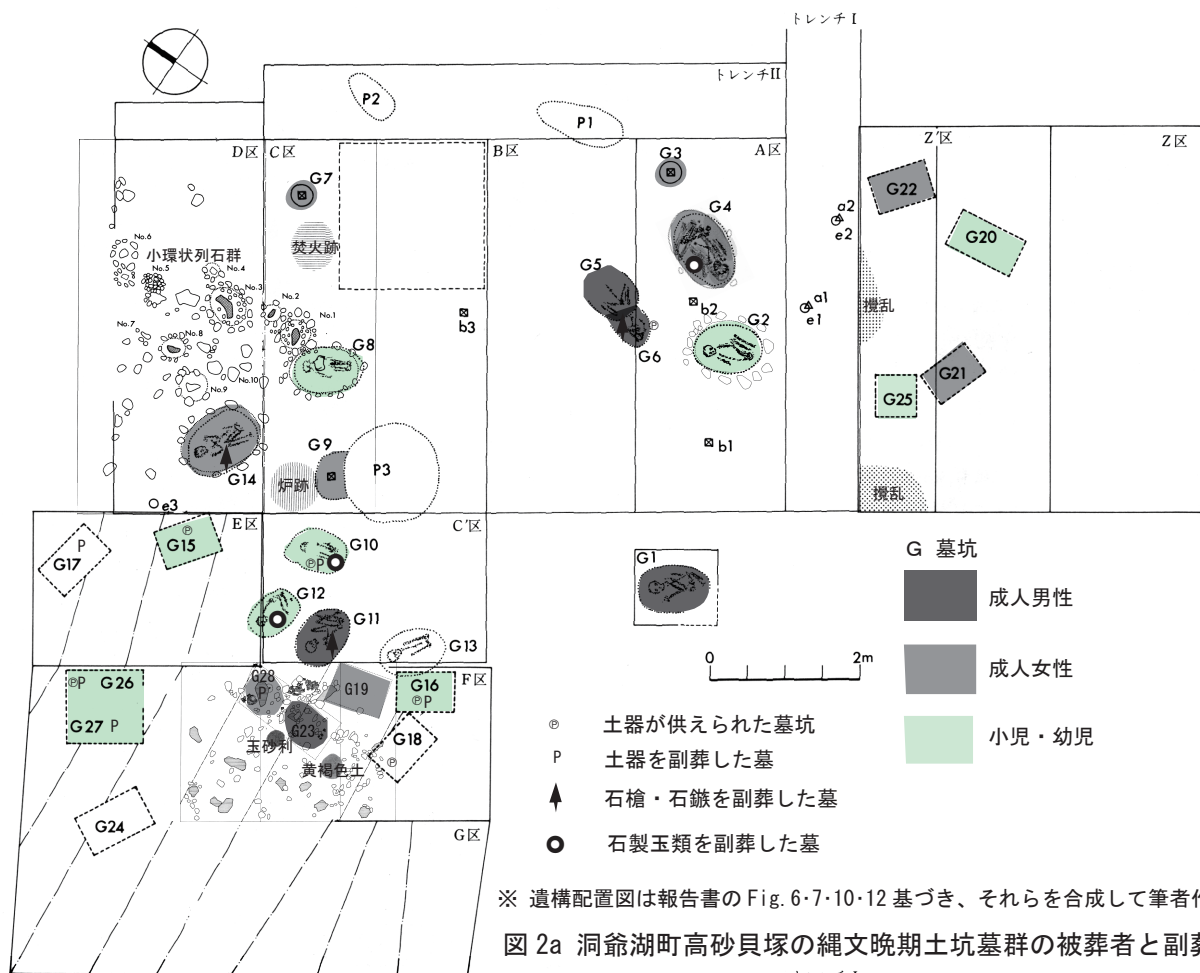 トレンチⅠ
トレンチⅡ
P2
P1
D区
C区
B区
A区
Z'区
Z区
G7
G3
G22
G4
a2
e2
G20
焚火跡
No.6
小環状列石群
No.5
No.4
No.3
No.2
No.1
G5
b2
a1
e1
攪乱
b3
G6
℗
G2
No.7
No.8
G8
G21
No.10
No.9
G25
G9
P3
b1
G14
炉跡
攪乱
e3
E区
C'区
P
G17
℗
G15
G10
℗P
G1
G12
G11
G13
G 墓坑
成人男性
成人女性
小児・幼児
0 2m
F区
℗P G26
G27 P
G28
P
G19
G16
℗P
G23
G18
℗
玉砂利
黄褐色土
G24
G区
℗ 土器が供えられた墓坑
P 土器を副葬した墓
石槍・石鏃を副葬した墓
石製玉類を副葬した墓
※ 遺構配置図は報告書のFig.6・7・10・12基づき、それらを合成して筆者作
図2a 洞爺湖町高砂貝塚の縄文晩期土坑墓群の被葬者と副葬